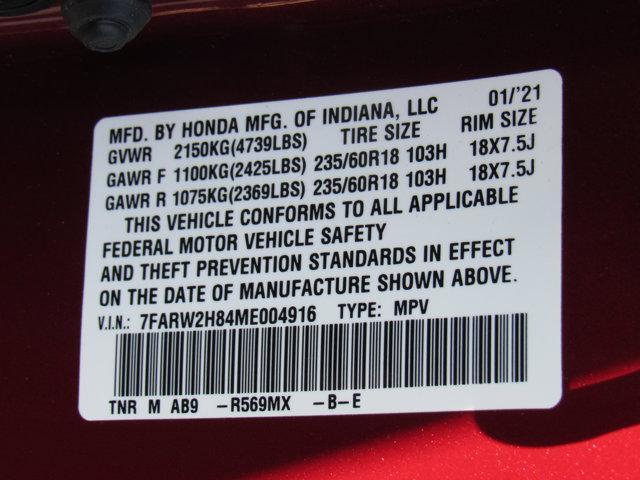 MFD. BY HONDA MFG. OF INDIANA, LLC 01/'21
GVWR 2150KG(4739LBS) TIRE SIZE RIM SIZE
GAWR F 1100KG(2425LBS) 235/60R18 103H 18X7.5J
GAWR R 1075KG(2369LBS) 235/60R18 103H 18X7.5J
THIS VEHICLE CONFORMS TO ALL APPLICABLE
FEDERAL MOTOR VEHICLE SAFETY
AND THEFT PREVENTION STANDARDS IN EFFECT
ON THE DATE OF MANUFACTURE SHOWN ABOVE.
V.I.N.: 7FARW2H84ME004916 TYPE: MPV
TNR M AB9 -R569MX -B-E